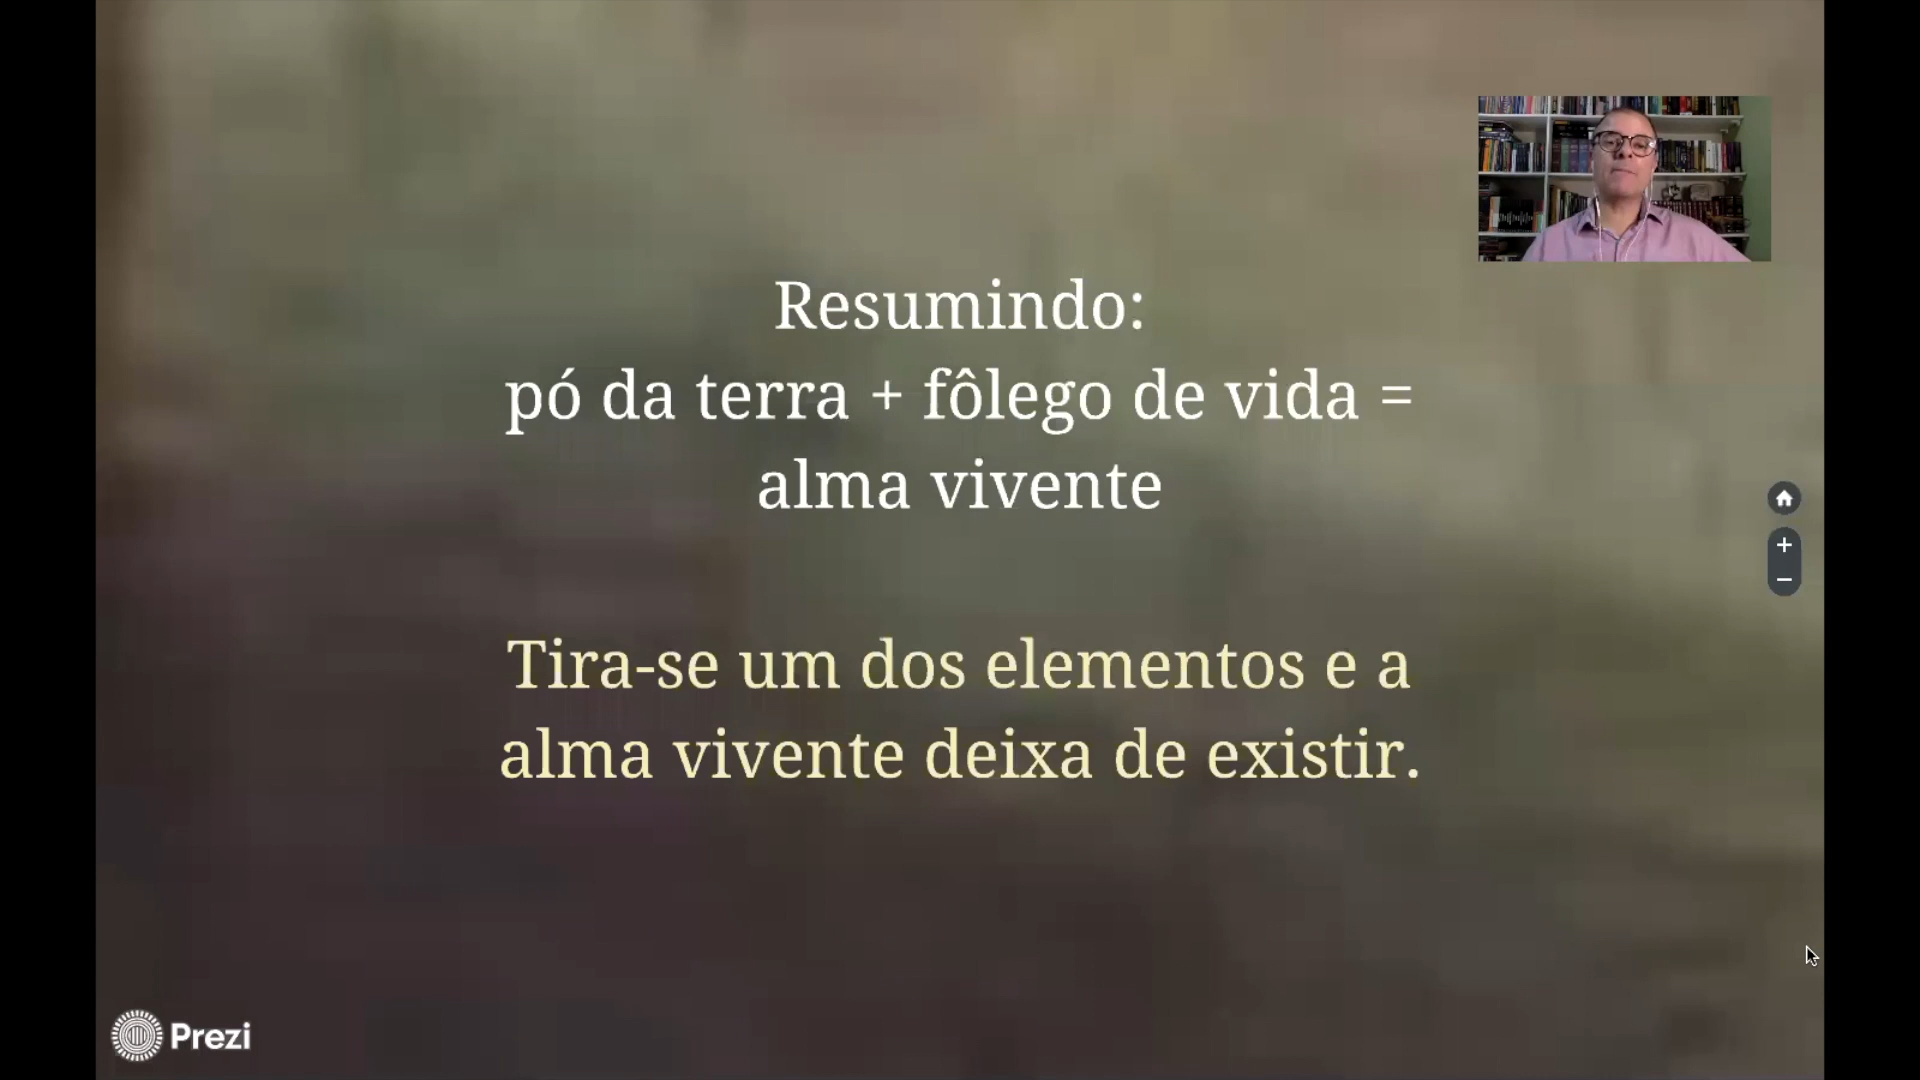 Resumindo:
pó da terra + fôlego de vida =
alma vivente
Tira-se um dos elementos e a
alma vivente deixa de existir.
Prezi